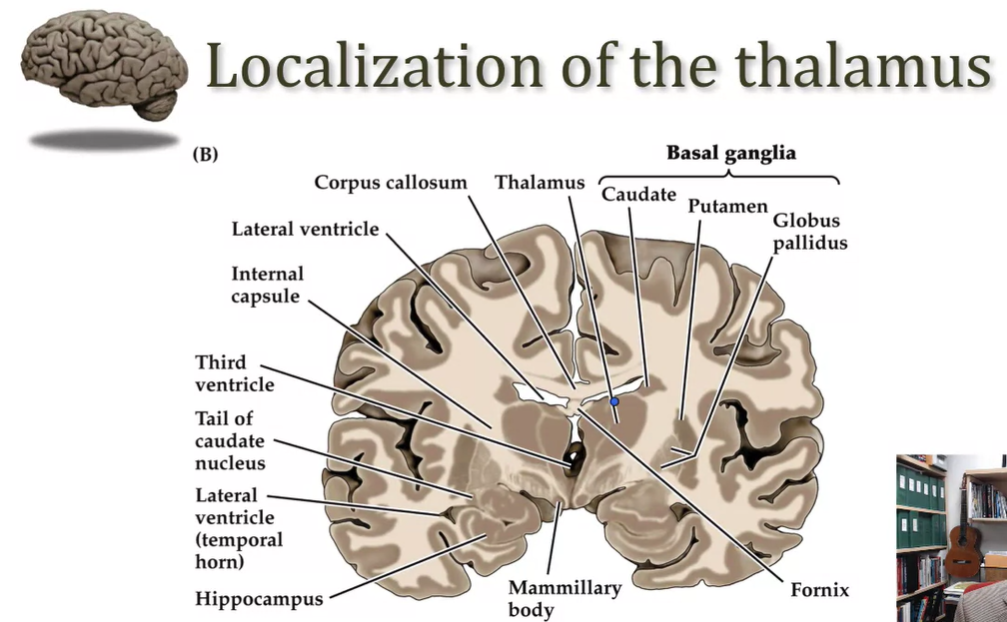 Localization of the thalamus
(B)
Basal ganglia
Corpus callosum
Thalamus
Caudate
Putamen
Globus
pallidus
Lateral ventricle
Internal
capsule
Third
ventricle
Tail of
caudate
nucleus
Lateral
ventricle
(temporal
horn)
Hippocampus
Mammillary
body
Fornix